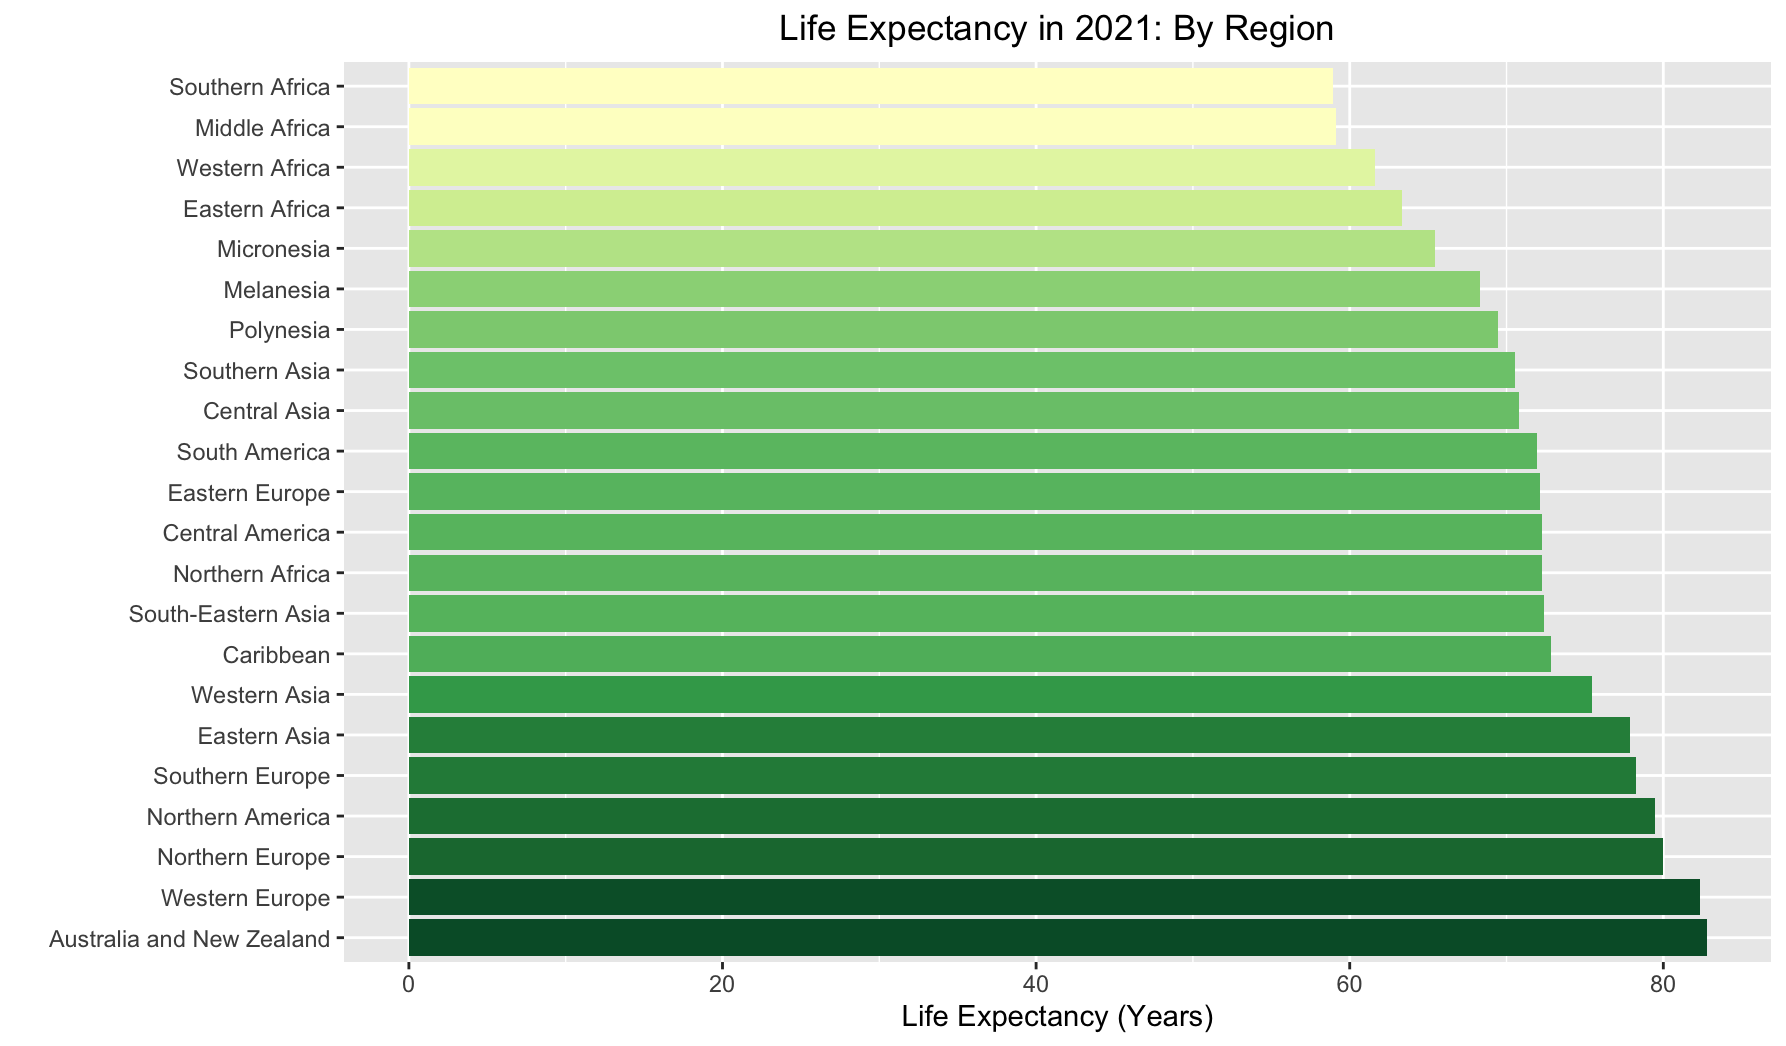 Life Expectancy in 2021: By Region
Southern Africa
Middle Africa
Western Africa
Eastern Africa
Micronesia
Melanesia
Polynesia
Southern Asia
Central Asia
South America
Eastern Europe
Central America
Northern Africa
South-Eastern Asia
Caribbean
Western Asia
Eastern Asia
Southern Europe
Northern America
Northern Europe
Western Europe
Australia and New Zealand
0 20 40 60 80
Life Expectancy (Years)